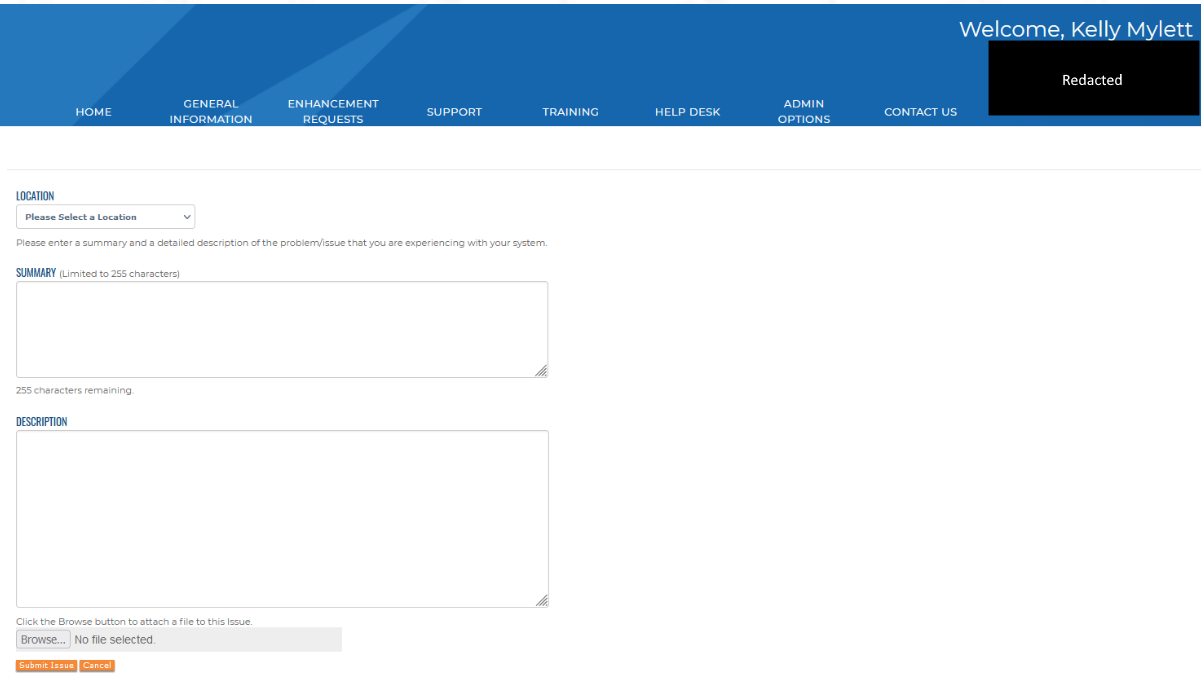 Welcome, Kelly Mylett
Redacted
HOME
GENERAL
INFORMATION
ENHANCEMENT
REQUESTS
SUPPORT
TRAINING
HELP DESK
ADMIN
OPTIONS
CONTACT US
LOCATION
Please Select a Location
Please enter a summary and a detailed description of the problem/issue that you are experiencing with your system.
SUMMARY (Limited to 255 characters)
255 characters remaining.
DESCRIPTION
Click the Browse button to attach a file to this Issue.
Browse... No file selected.
Submit Issue Cancel